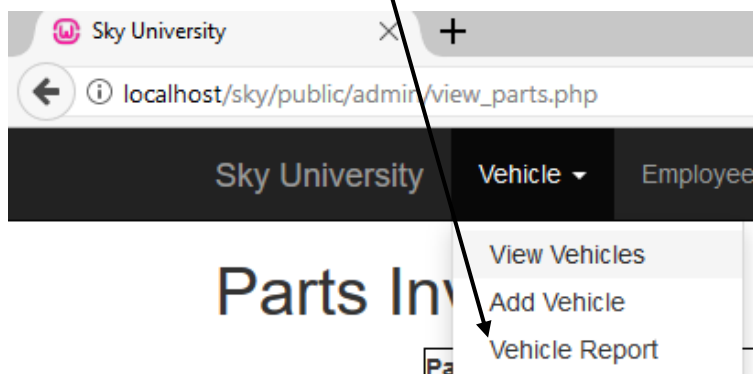 Sky University
localhost/sky/public/admin/view_parts.php
Sky University Vehicle Employee
View Vehicles
Parts Inv
Add Vehicle
Vehicle Report
Pa